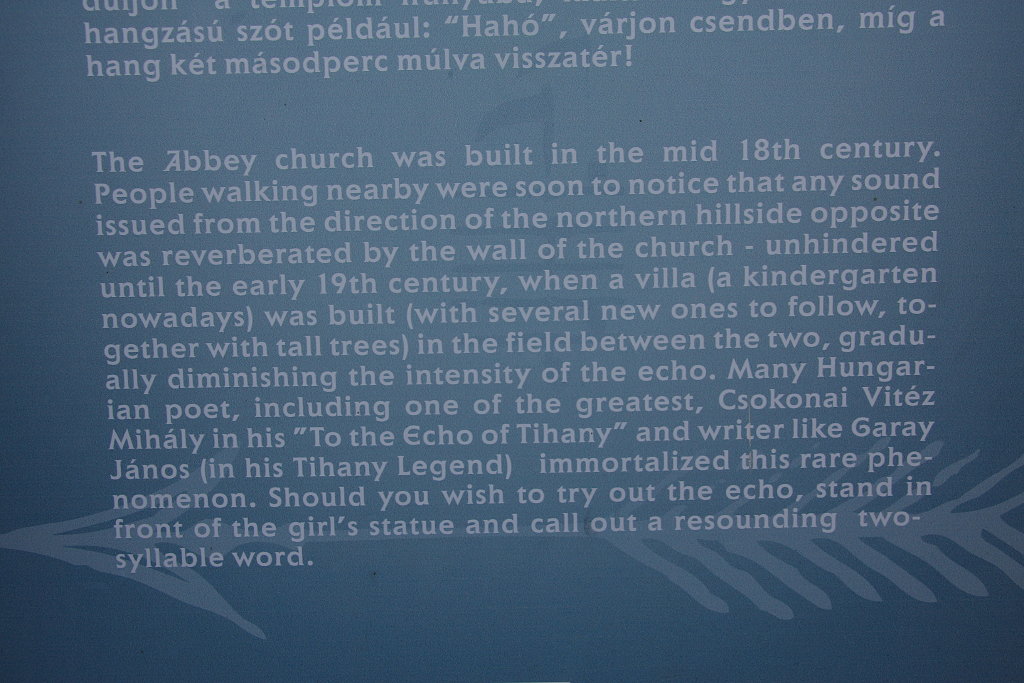 a templom
hangzású szót például: “Hahó”, várjon csendben, míg a
hang két másodperc múlva visszatér!
The Abbey church was built in the mid 18th century.
People walking nearby were soon to notice that any sound
issued from the direction of the northern hillside opposite
was reverberated by the wall of the church - unhindered
until the early 19th century, when a villa (a kindergarten
nowadays) was built (with several new ones to follow, to-
gether with tall trees) in the field between the two, gradu-
ally diminishing the intensity of the echo. Many Hungar-
ian poet, including one of the greatest, Csokonai Vitéz
Mihály in his ”To the Echo of Tihany” and writer like Garay
János (in his Tihany Legend) immortalized this rare phe-
nomenon. Should you wish to try out the echo, stand in
front of the girl’s statue and call out a resounding two-
syllable word.